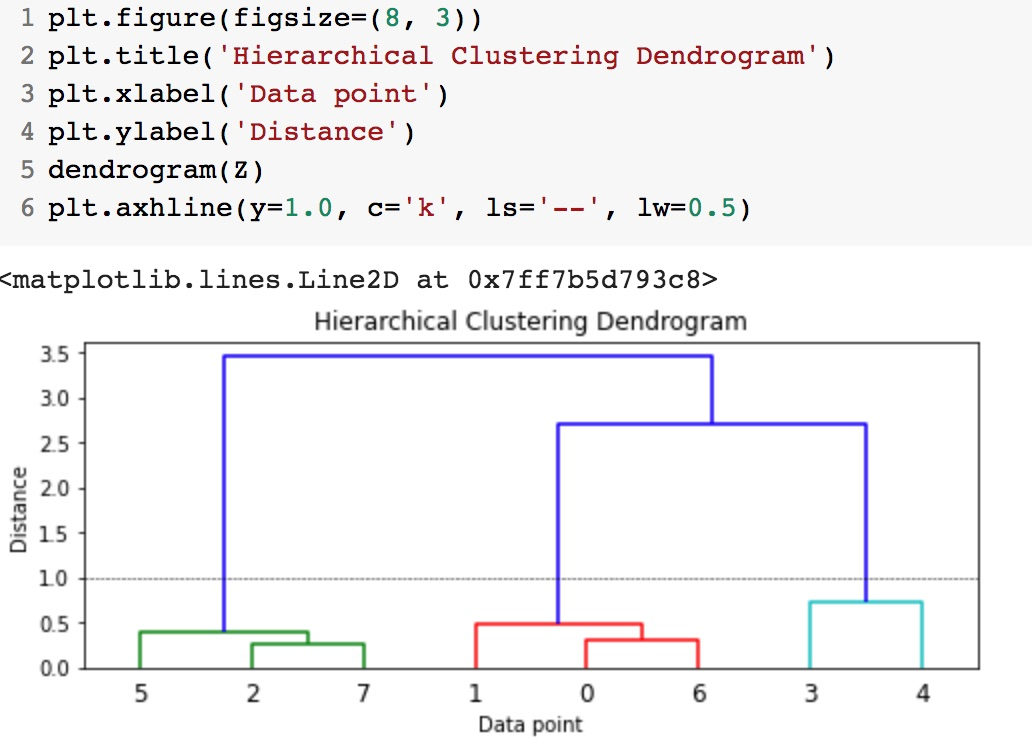 1 plt.figure(figsize=(8, 3))
2 plt.title('Hierarchical Clustering Dendrogram')
3 plt.xlabel('Data point')
4 plt.ylabel('Distance')
5 dendrogram(Z)
6 plt.axhline(y=1.0, c='k', ls='--', lw=0.5)
<matplotlib.lines.Line2D at 0x7ff7b5d793c8>
Hierarchical Clustering Dendrogram
3.5
3.0
2.5
2.0
1.5
1.0
0.5
0.0
Distance
5 2 7 1 0 6 3 4
Data point